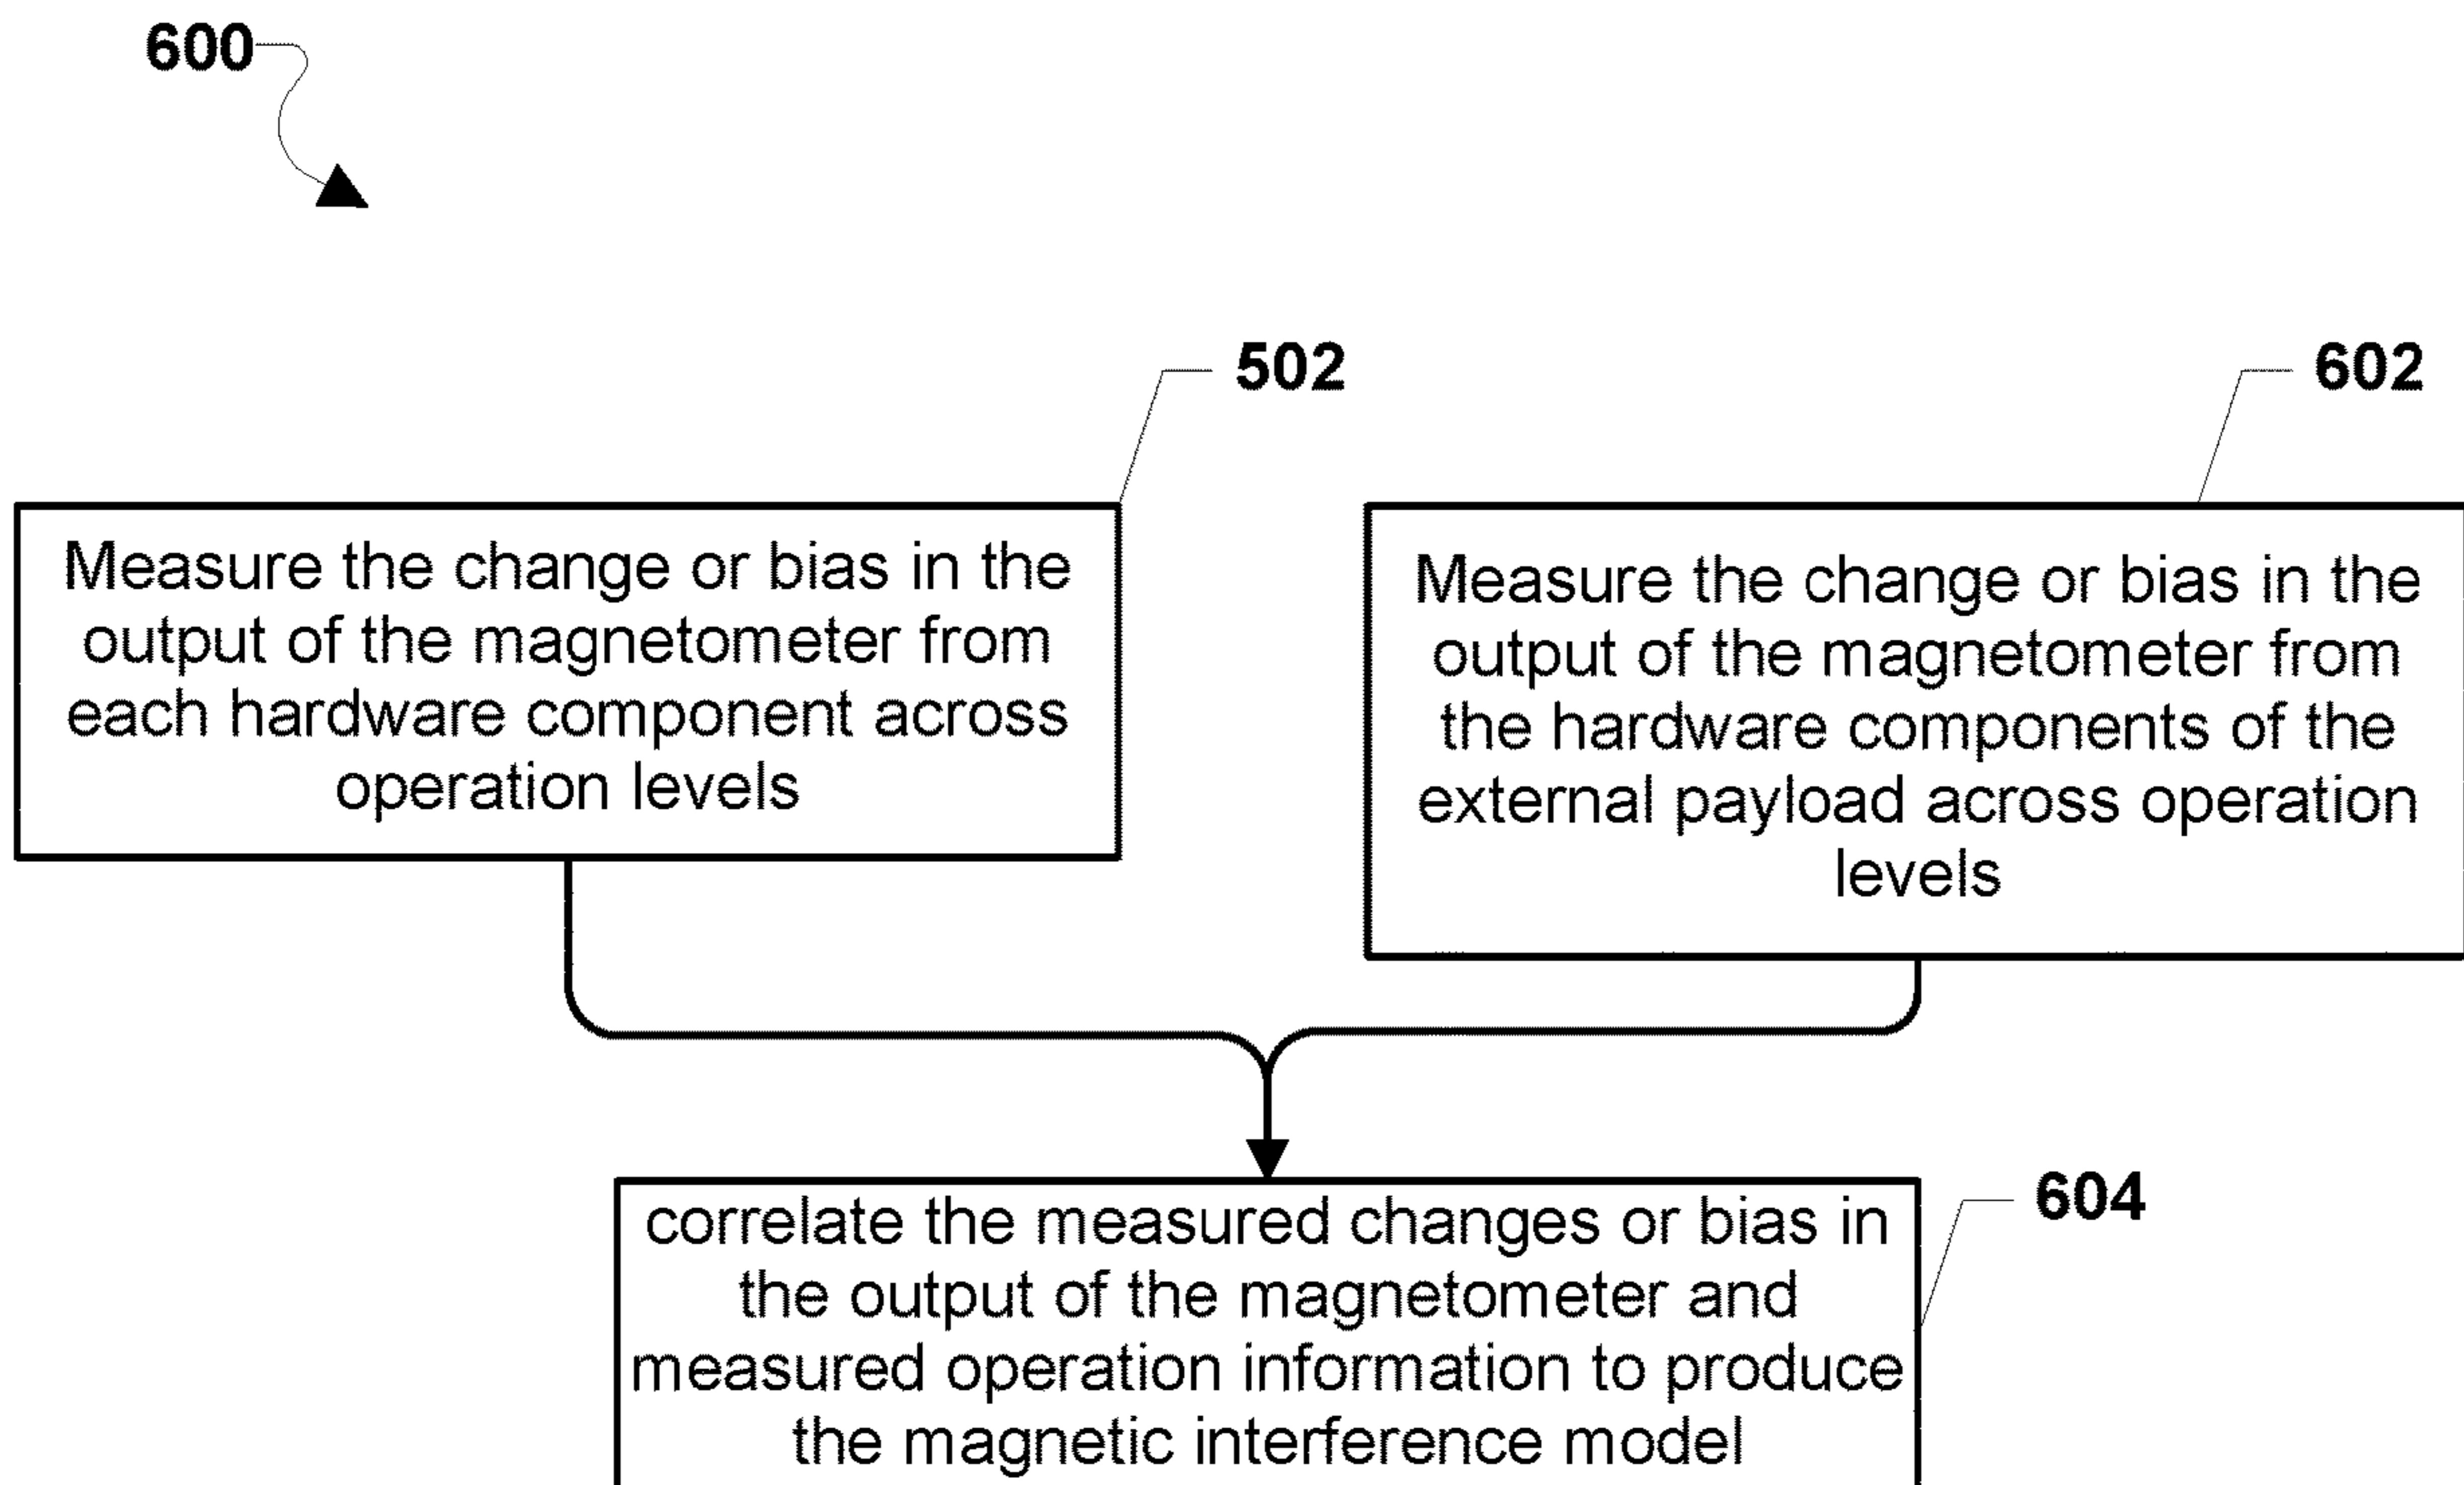 600
502
602
Measure the change or bias in the
output of the magnetometer from
each hardware component across
operation levels
Measure the change or bias in the
output of the magnetometer from
the hardware components of the
external payload across operation
levels
604
correlate the measured changes or bias in
the output of the magnetometer and
measured operation information to produce
the magnetic interference model